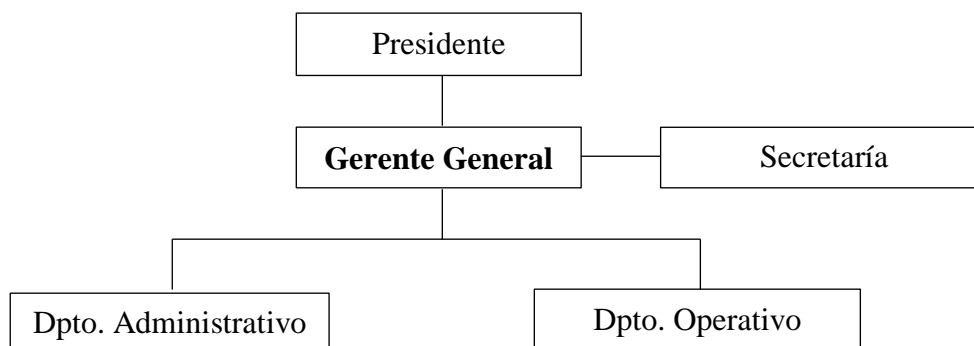 Presidente
Gerente General
Secretaría
Dpto. Administrativo
Dpto. Operativo